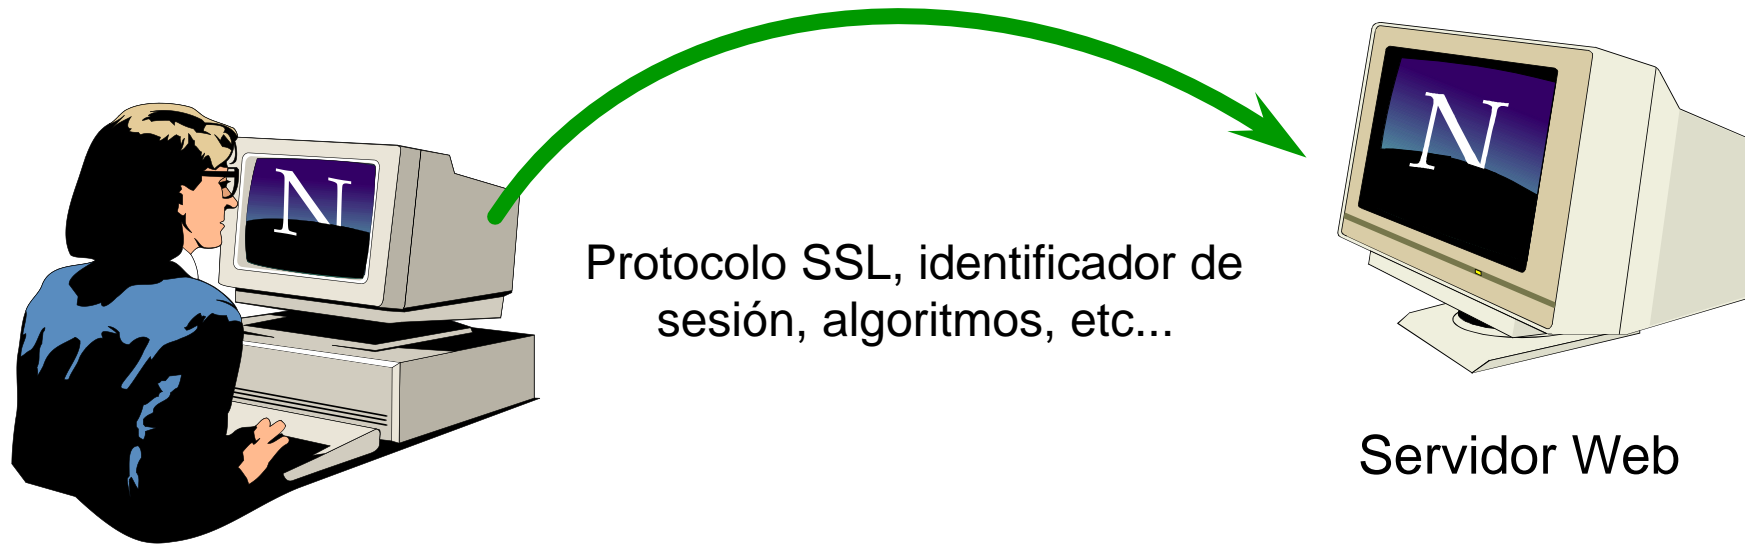 N
N
Protocolo SSL, identificador de
sesión, algoritmos, etc...
Servidor Web